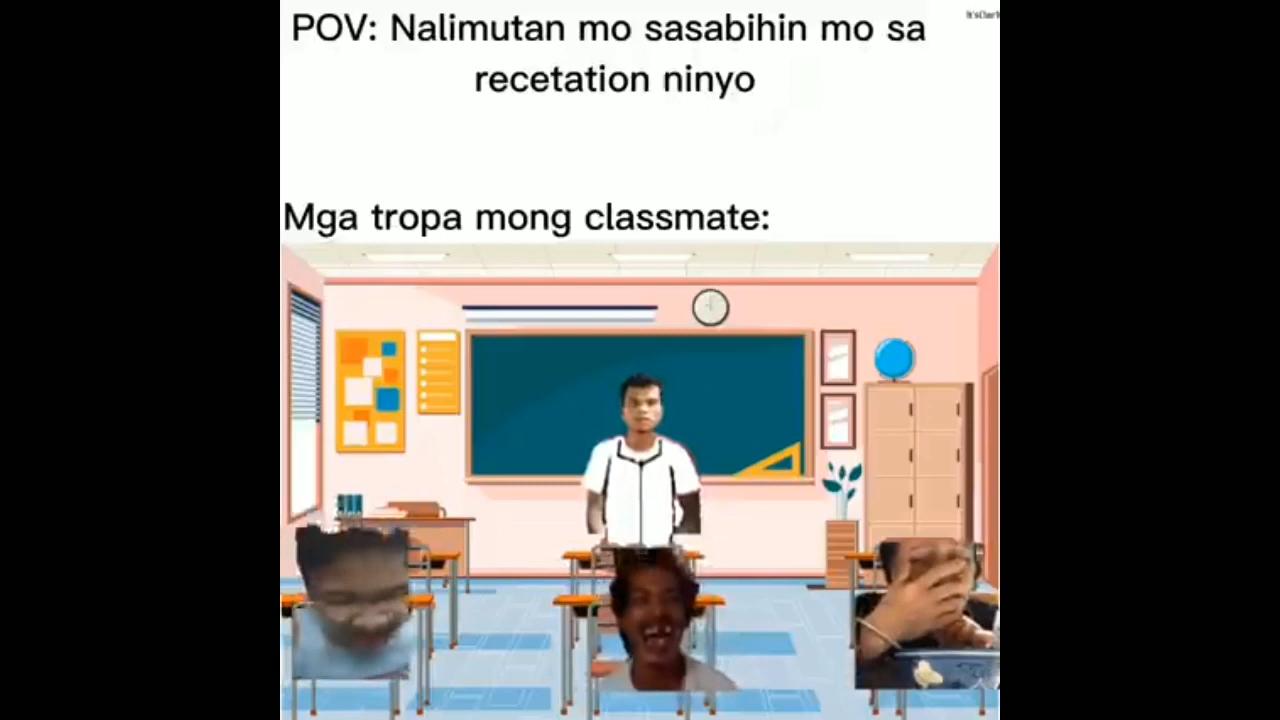 POV: Nalimutan mo sasabihin mo sa
recetation ninyo
Mga tropa mong classmate: